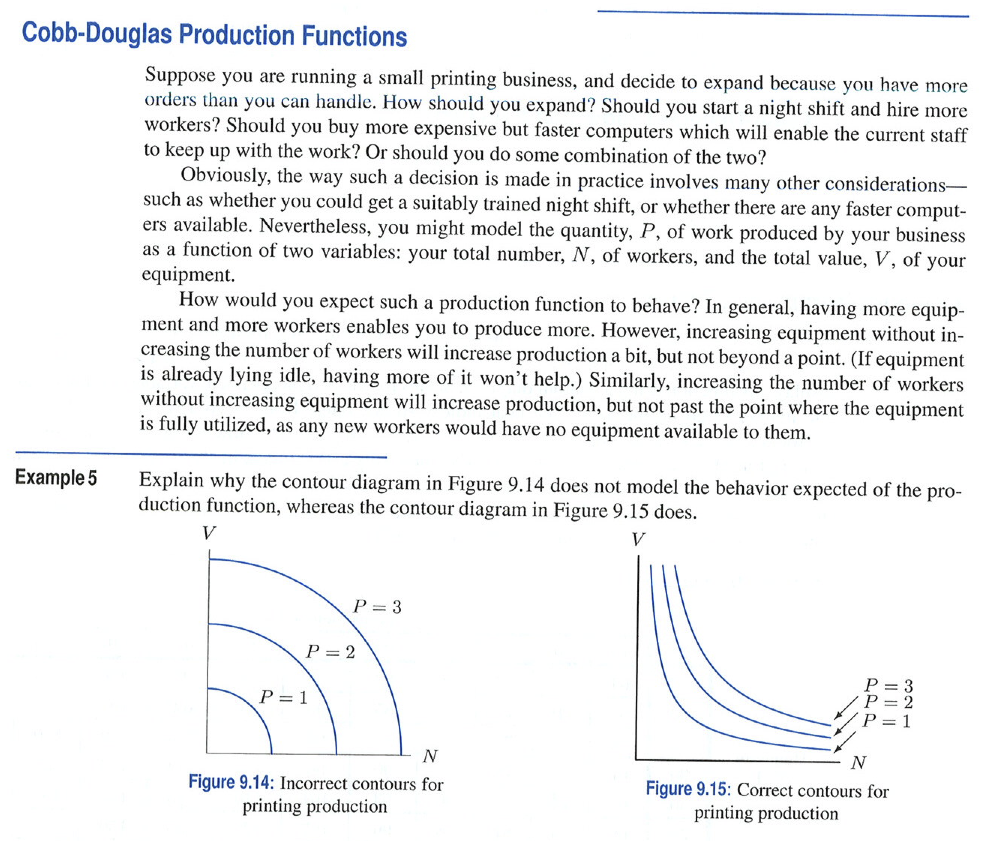 Cobb-Douglas Production Functions
Suppose you are running a small printing business, and decide to expand because you have more
orders than you can handle. How should you expand? Should you start a night shift and hire more
workers? Should you buy more expensive but faster computers which will enable the current staff
to keep up with the work? Or should you do some combination of the two?
Obviously, the way such a decision is made in practice involves many other considerations—
such as whether you could get a suitably trained night shift, or whether there are any faster comput-
ers available. Nevertheless, you might model the quantity, P, of work produced by your business
as a function of two variables: your total number, N, of workers, and the total value, V, of your
equipment.
How would you expect such a production function to behave? In general, having more equip-
ment and more workers enables you to produce more. However, increasing equipment without in-
creasing the number of workers will increase production a bit, but not beyond a point. (If equipment
is already lying idle, having more of it won't help.) Similarly, increasing the number of workers
without increasing equipment will increase production, but not past the point where the equipment
is fully utilized, as any new workers would have no equipment available to them.
Example 5 Explain why the contour diagram in Figure 9.14 does not model the behavior expected of the pro-
duction function, whereas the contour diagram in Figure 9.15 does.
V
P = 3
P = 2
P = 1
N
Figure 9.14: Incorrect contours for
printing production
V
P = 3
P = 2
P = 1
N
Figure 9.15: Correct contours for
printing production